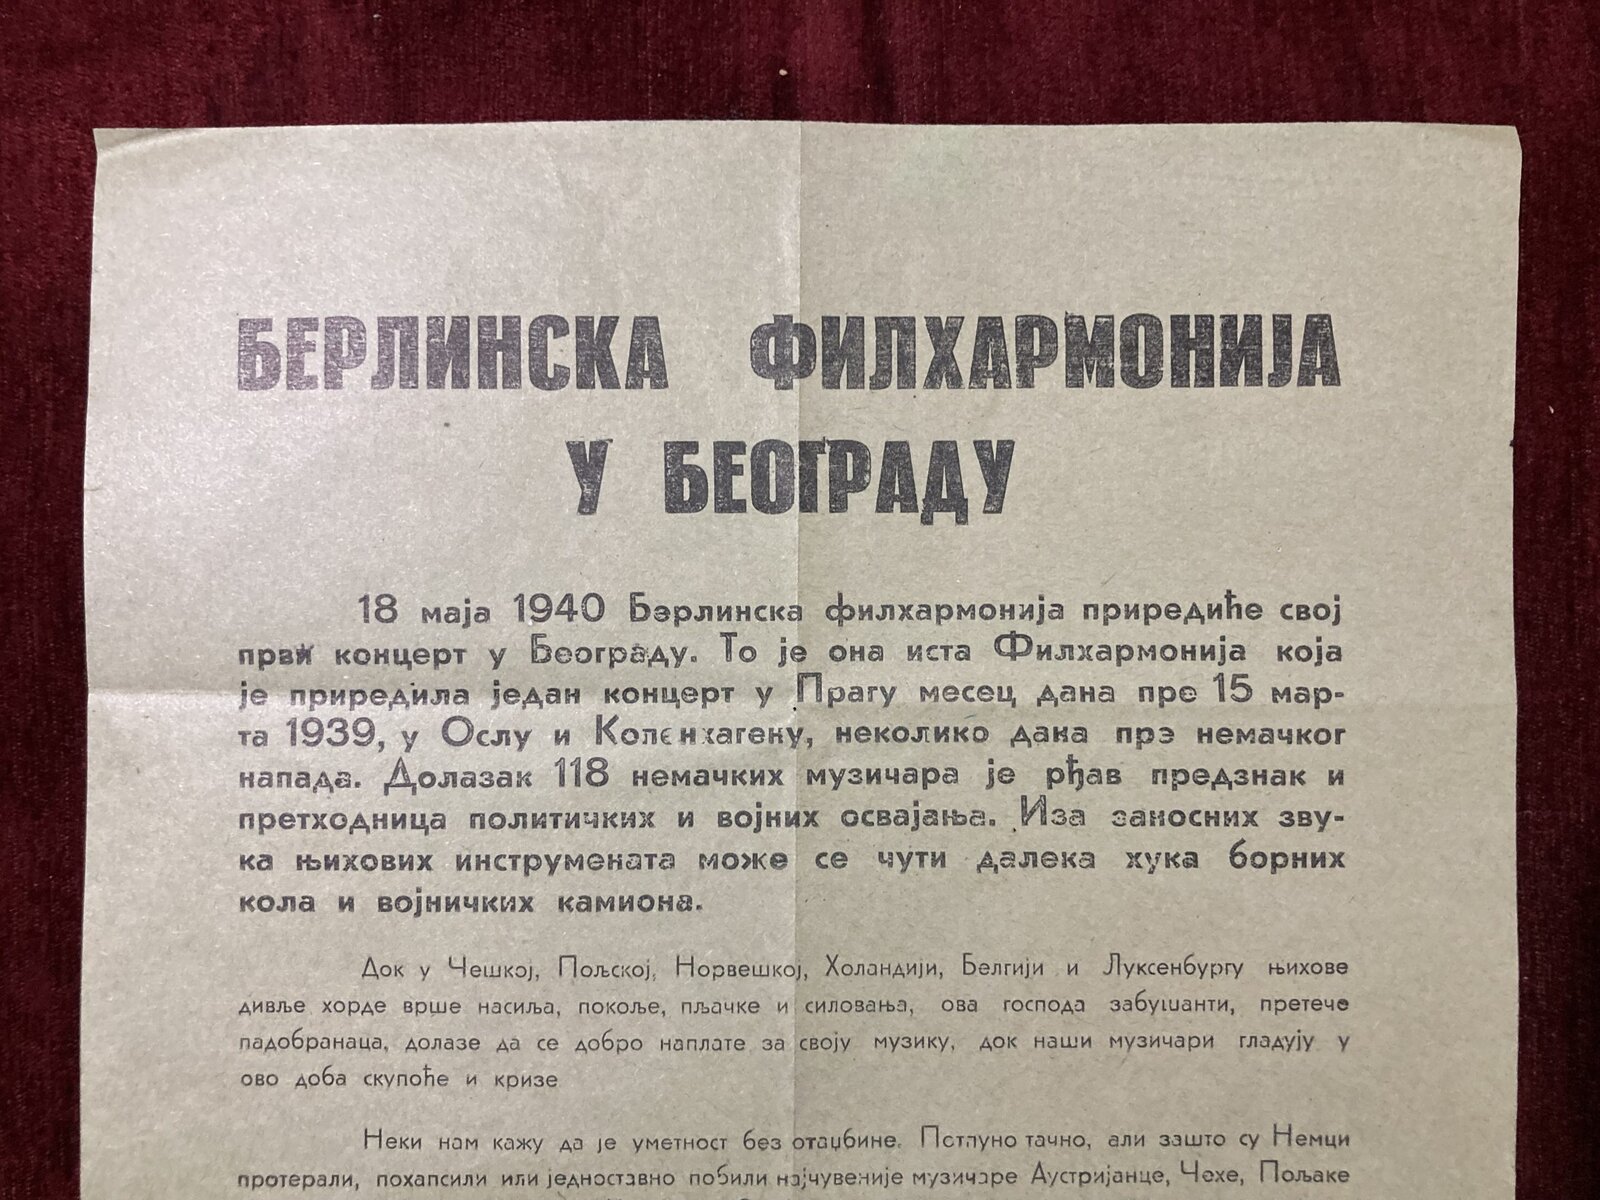 БЕРЛИНСКА ФИЛХАРМОНИЈА
У БЕОГРАДУ
18 маја 1940 Берлинска филхармонија приредиће свој
први концерт у Београду. То је она иста Филхармонија која
је приредила један концерт у Прагу месец дана пре 15 мар-
та 1939, у Ослу и Копенхагену, неколико дана пре немачког
напада. Долазак 118 немачких музичара је рђав предзнак и
претходница политичких и војних освајања. Иза заносних зву-
ка њихових инструмената може се чути далека хука борних
кола и војничких камиона.
Док у Чешкој, Пољској, Норвешкој, Холандији, Белгији и Луксенбургу њихове
дивље хорде врше насиља, покоље, пљачке и силовања, ова господа забушанти, претече
падобранаца, долазе да се добро наплате за своју музику, док наши музичари гладују у
ово доба скупоће и кризе
Неки нам кажу да је уметност без отаџбине. Потпуно тачно, али зашто су Немци
протерали, похапсили или једноставно побили најчувеније музичаре Аустријанце, Чехе, Пољаке